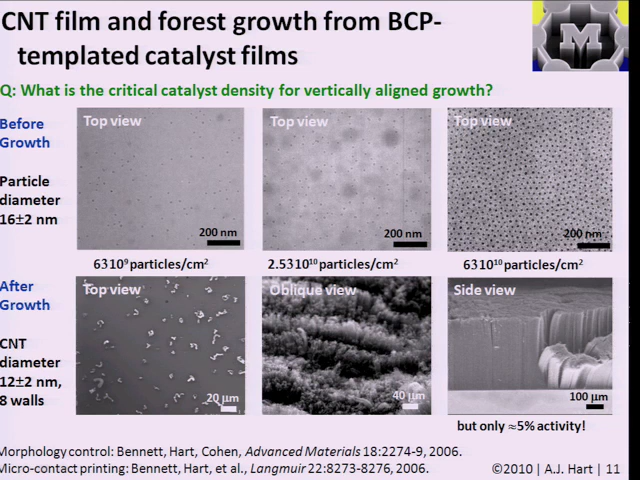 CNT film and forest growth from BCP-
templated catalyst films
M
Q: What is the critical catalyst density for vertically aligned growth?
Before
Growth
Particle
diameter
16±2 nm
Top view
200 nm
Top view
200 nm
Top view
200 nm
6310⁹ particles/cm²
2.5310¹⁰ particles/cm²
6310¹⁰ particles/cm²
After
Growth
CNT
diameter
12±2 nm,
8 walls
Top view
20 µm
Oblique view
40 µm
Side view
100 µm
but only ≈5% activity!
Morphology control: Bennett, Hart, Cohen, Advanced Materials 18:2274-9, 2006.
Micro-contact printing: Bennett, Hart, et al., Langmuir 22:8273-8276, 2006.
©2010 | A.J. Hart | 11